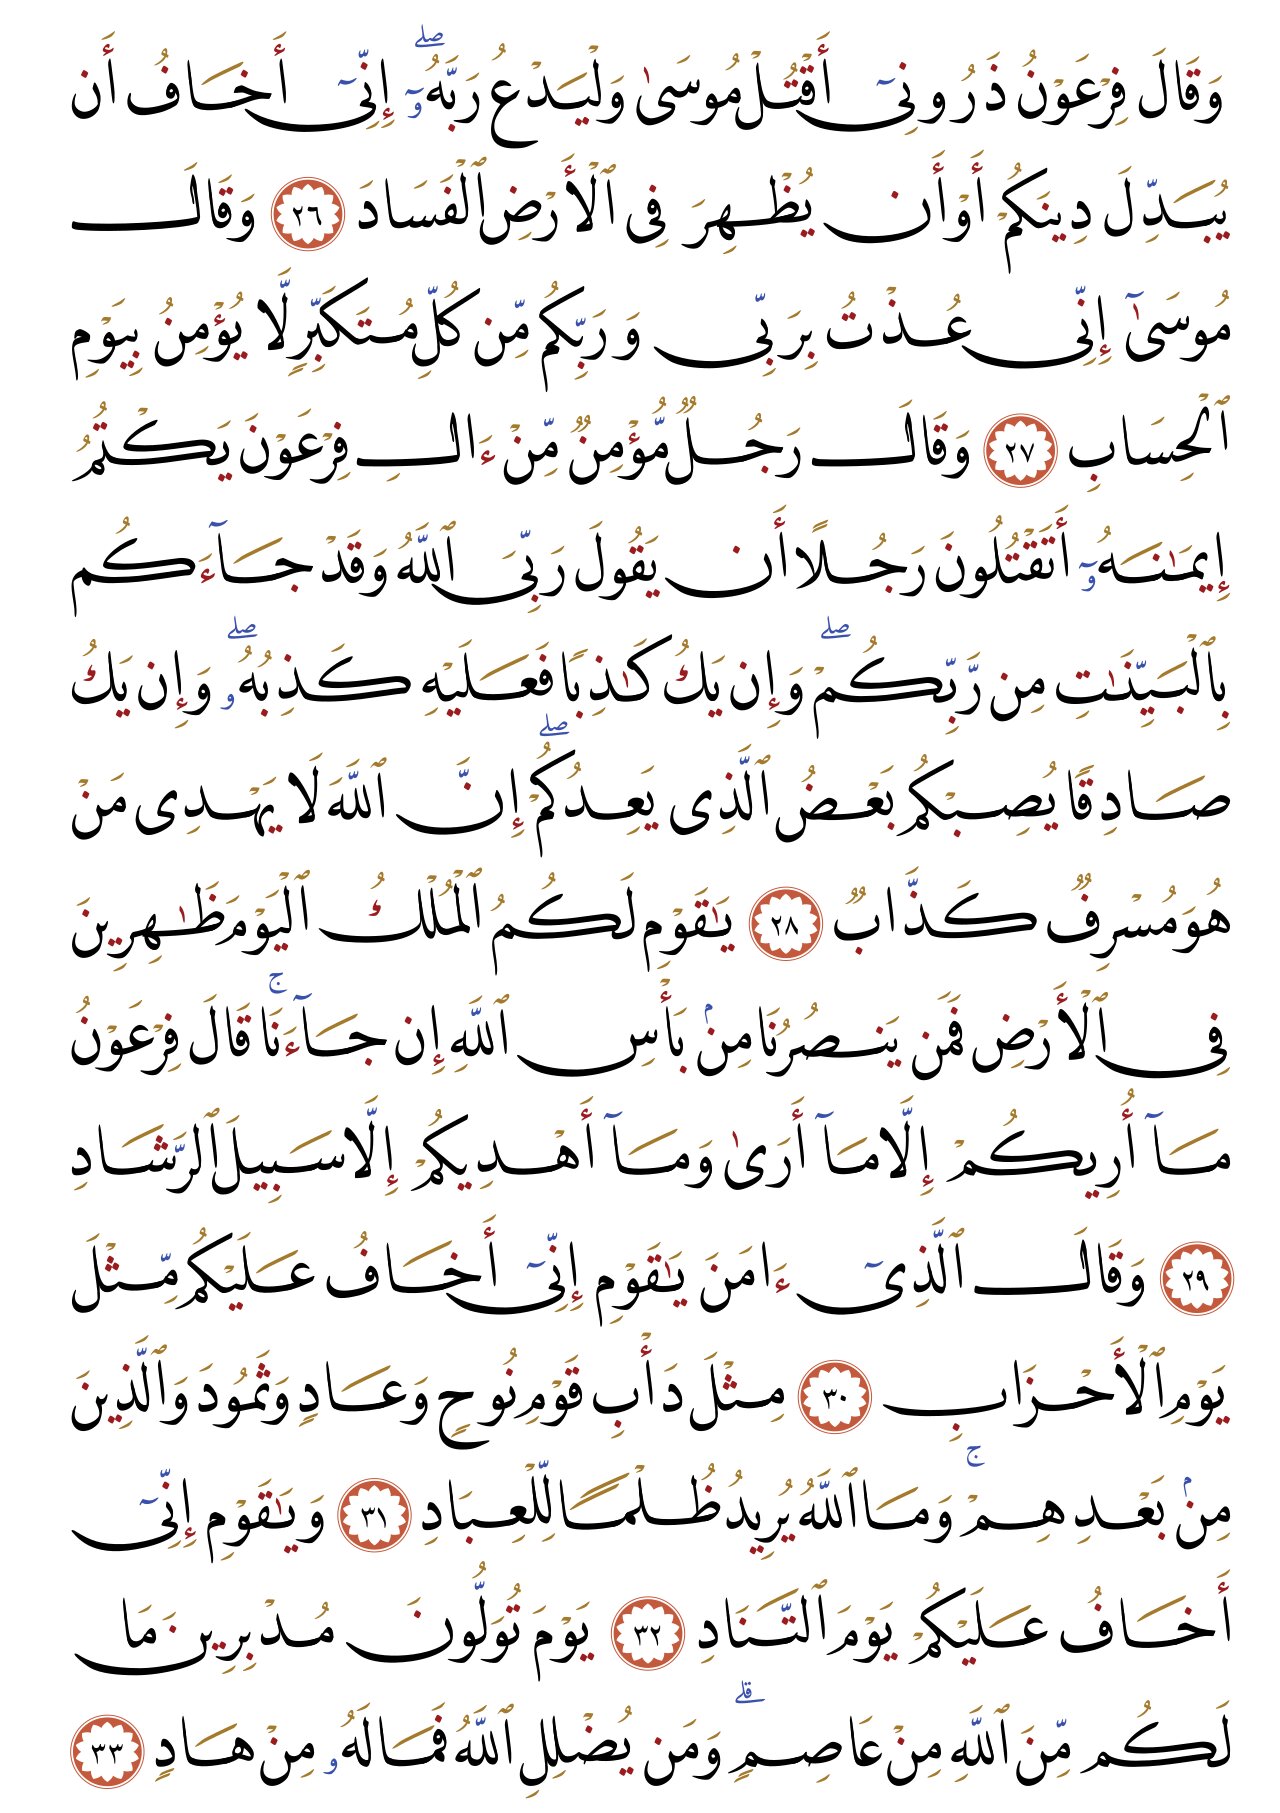 وَقَالَ فِرْعَوْنُ ذَرُونِىٓ أَقْتُلْ مُوسَىٰ وَلْيَدْعُ رَبَّهُۥٓ ۖ إِنِّىٓ أَخَافُ أَن
يُبَدِّلَ دِينَكُمْ أَوْ أَن يُظْهِرَ فِى ٱلْأَرْضِ ٱلْفَسَادَ ٢٦ وَقَالَ
مُوسَىٰٓ إِنِّى عُذْتُ بِرَبِّى وَرَبِّكُم مِّن كُلِّ مُتَكَبِّرٍ لَّا يُؤْمِنُ بِيَوْمِ
ٱلْحِسَابِ ٢٧ وَقَالَ رَجُلٌ مُّؤْمِنٌ مِّنْ ءَالِ فِرْعَوْنَ يَكْتُمُ
إِيمَـٰنَهُۥٓ أَتَقْتُلُونَ رَجُلًا أَن يَقُولَ رَبِّىَ ٱللَّهُ وَقَدْ جَآءَكُم
بِٱلْبَيِّنَـٰتِ مِن رَّبِّكُمْ ۖ وَإِن يَكُ كَـٰذِبًا فَعَلَيْهِ كَذِبُهُۥ ۖ وَإِن يَكُ
صَادِقًا يُصِبْكُم بَعْضُ ٱلَّذِى يَعِدُكُمْ ۖ إِنَّ ٱللَّهَ لَا يَهْدِى مَنْ
هُوَ مُسْرِفٌ كَذَّابٌ ٢٨ يَـٰقَوْمِ لَكُمُ ٱلْمُلْكُ ٱلْيَوْمَ ظَـٰهِرِينَ
فِى ٱلْأَرْضِ فَمَن يَنصُرُنَا مِنۢ بَأْسِ ٱللَّهِ إِن جَآءَنَا ۚ قَالَ فِرْعَوْنُ
مَآ أُرِيكُمْ إِلَّا مَآ أَرَىٰ وَمَآ أَهْدِيكُمْ إِلَّا سَبِيلَ ٱلرَّشَادِ
٢٩ وَقَالَ ٱلَّذِىٓ ءَامَنَ يَـٰقَوْمِ إِنِّىٓ أَخَافُ عَلَيْكُم مِّثْلَ
يَوْمِ ٱلْأَحْزَابِ ٣٠ مِثْلَ دَأْبِ قَوْمِ نُوحٍ وَعَادٍ وَثَمُودَ وَٱلَّذِينَ
مِنۢ بَعْدِهِمْ ۚ وَمَا ٱللَّهُ يُرِيدُ ظُلْمًا لِّلْعِبَادِ ٣١ وَيَـٰقَوْمِ إِنِّىٓ
أَخَافُ عَلَيْكُمْ يَوْمَ ٱلتَّنَادِ ٣٢ يَوْمَ تُوَلُّونَ مُدْبِرِينَ مَا
لَكُم مِّنَ ٱللَّهِ مِنْ عَاصِمٍ ۗ وَمَن يُضْلِلِ ٱللَّهُ فَمَا لَهُۥ مِنْ هَادٍ ٣٣